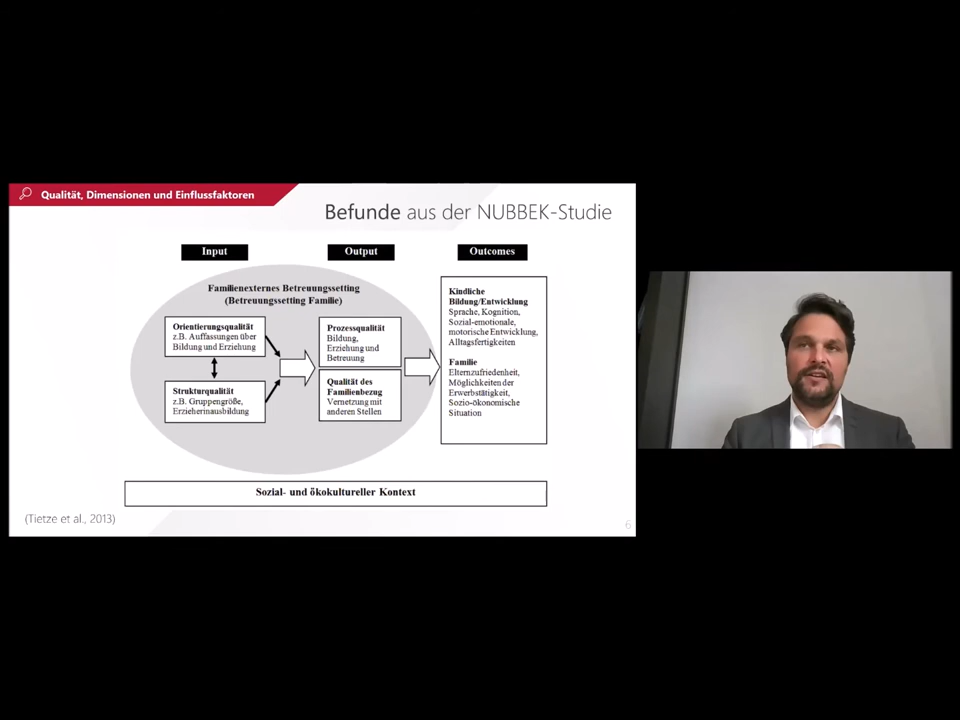 Qualität, Dimensionen und Einflussfaktoren
Befunde aus der NUBBEK-Studie
Input
Output
Outcomes
Familienexternes Betreuungssetting
(Betreuungssetting Familie)
Orientierungsqualität
z.B. Auffassungen über
Bildung und Erziehung
Strukturqualität
z.B. Gruppengröße,
Erzieherinausbildung
Prozessqualität
Bildung,
Erziehung und
Betreuung
Qualität des
Familienbezug
Vernetzung mit
anderen Stellen
Kindliche
Bildung/Entwicklung
Sprache, Kognition,
Sozial-emotionale,
motorische Entwicklung,
Alltagsfertigkeiten
Familie
Elternzufriedenheit,
Möglichkeiten der
Erwerbstätigkeit,
Sozio-ökonomische
Situation
Sozial- und ökokultureller Kontext
(Tietze et al., 2013)
6